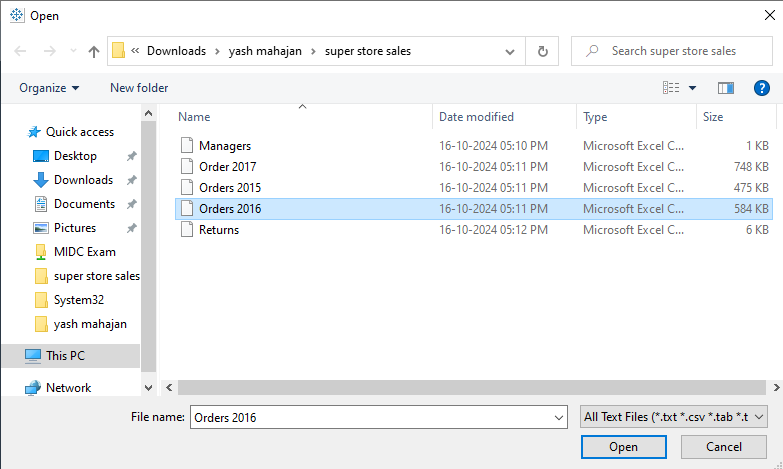 Open
« Downloads › yash mahajan › super store sales
Search super store sales
Organize
New folder
Name Date modified Type Size
Quick access
Desktop
Downloads
Documents
Pictures
MIDC Exam
super store sales
System32
yash mahajan
This PC
Network
Managers 16-10-2024 05:10 PM Microsoft Excel C... 1 KB
Order 2017 16-10-2024 05:11 PM Microsoft Excel C... 748 KB
Orders 2015 16-10-2024 05:11 PM Microsoft Excel C... 475 KB
Orders 2016 16-10-2024 05:11 PM Microsoft Excel C... 584 KB
Returns 16-10-2024 05:12 PM Microsoft Excel C... 6 KB
File name: Orders 2016
All Text Files (*.txt *.csv *.tab *.t
Open Cancel